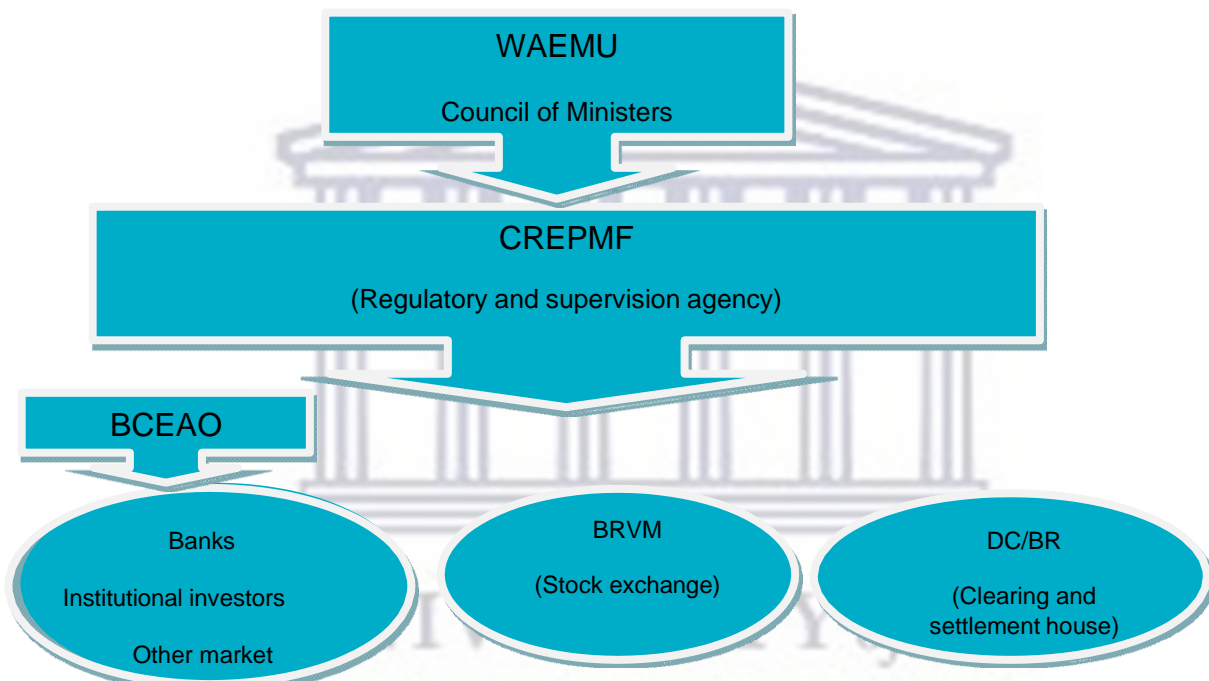 WAEMU
Council of Ministers
CREPMF
(Regulatory and supervision agency)
BCEAO
Banks
Institutional investors
Other market
BRVM
(Stock exchange)
DC/BR
(Clearing and
settlement house)